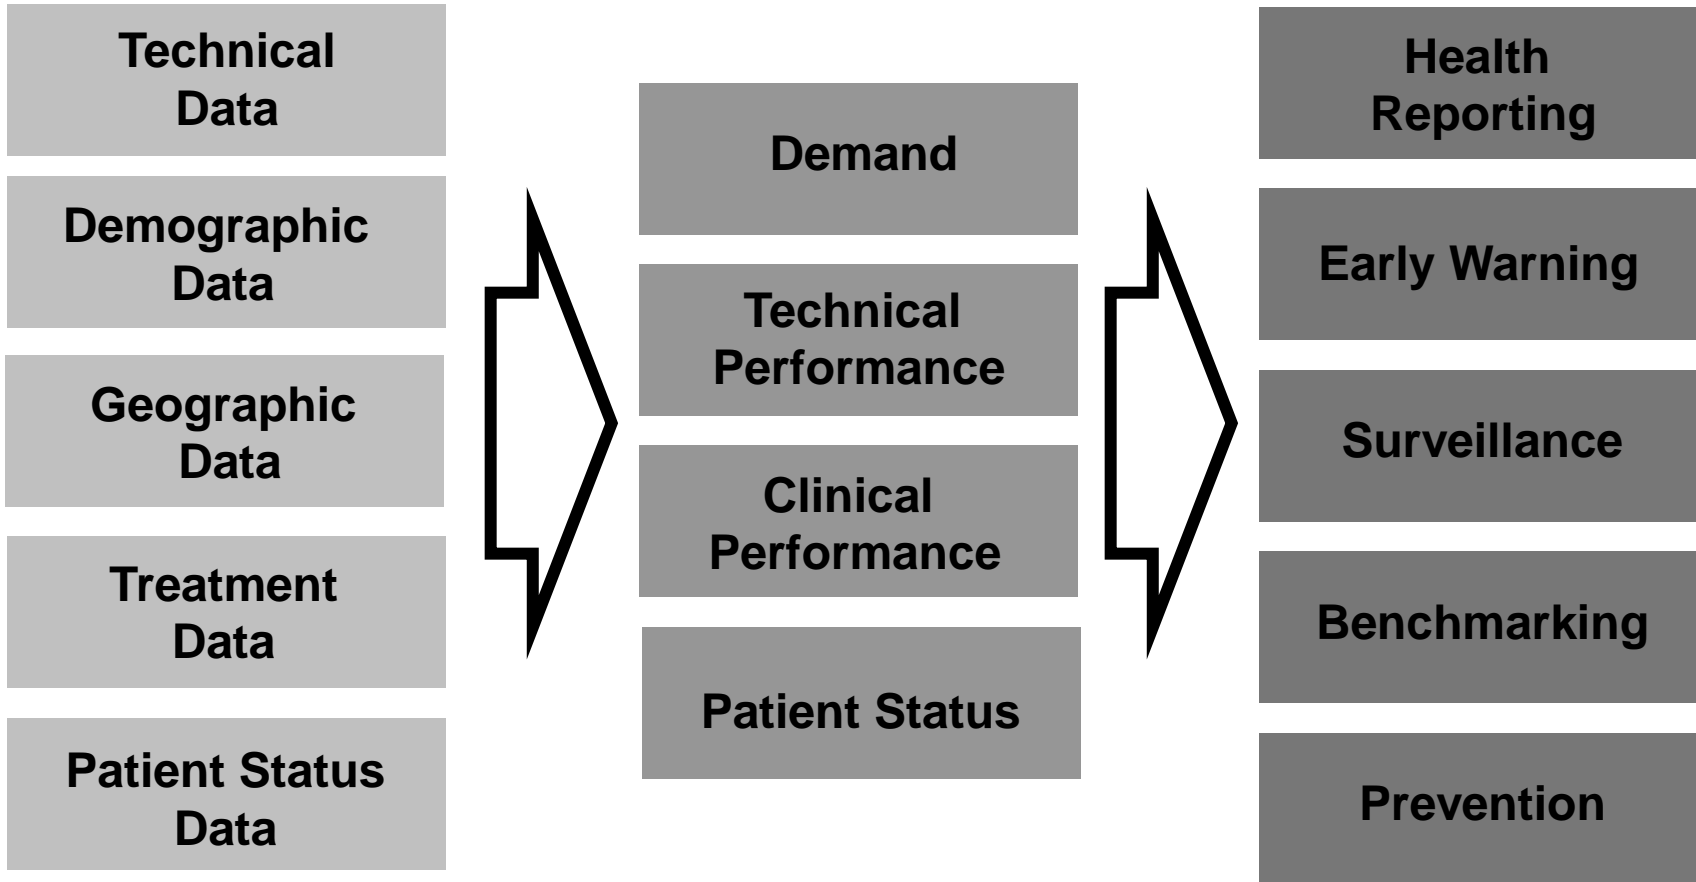 Technical
Data
Demographic
Data
Geographic
Data
Treatment
Data
Patient Status
Data
Demand
Technical
Performance
Clinical
Performance
Patient Status
Health
Reporting
Early Warning
Surveillance
Benchmarking
Prevention